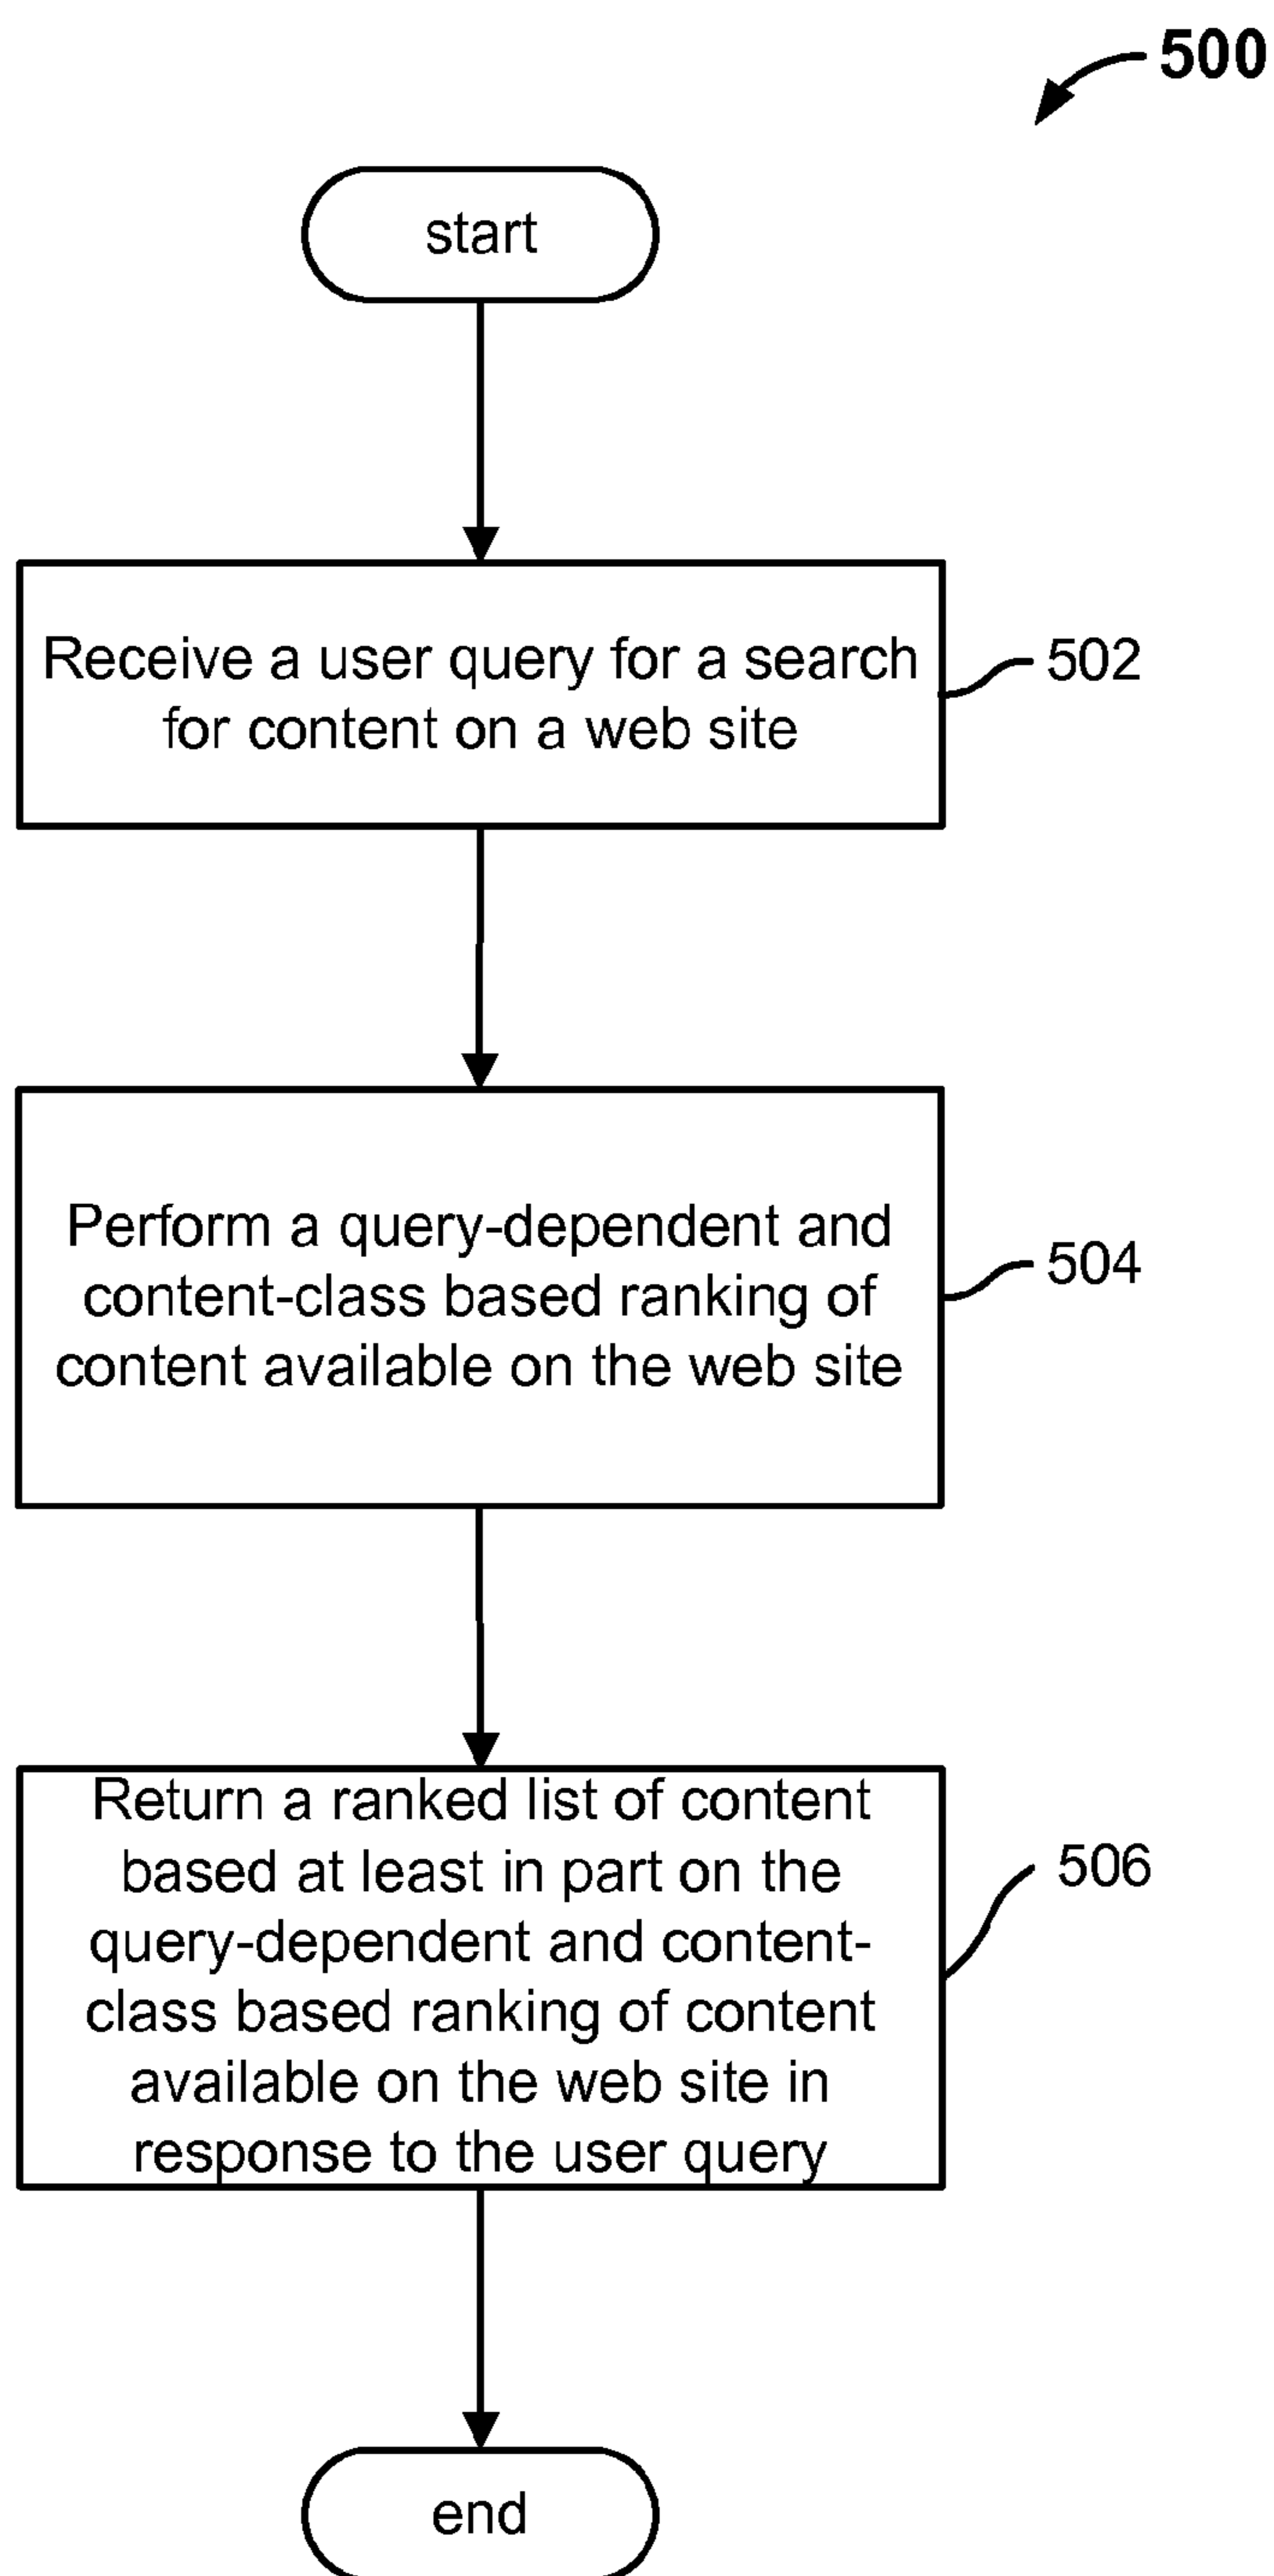 500
start
Receive a user query for a search
for content on a web site
502
Perform a query-dependent and
content-class based ranking of
content available on the web site
504
Return a ranked list of content
based at least in part on the
query-dependent and content-
class based ranking of content
available on the web site in
response to the user query
506
end